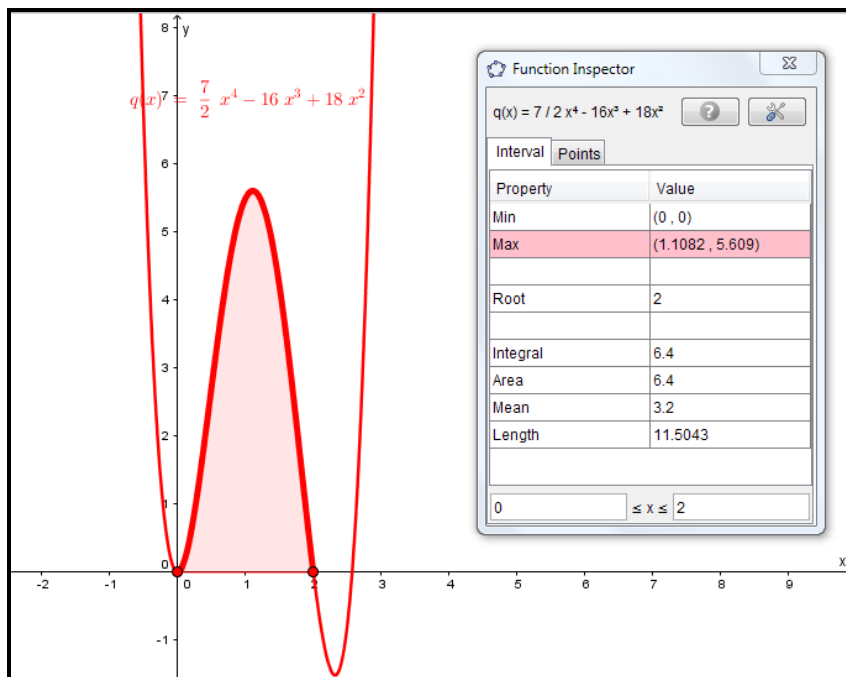 8
y
q(x) = 7/2 x⁴ − 16 x³ + 18 x²
7
6
5
4
3
2
1
0
-1
-2 -1 0 1 2 3 4 5 6 7 8 9
x
Function Inspector
q(x) = 7 / 2 x⁴ - 16x³ + 18x²
?
Interval Points
Property Value
Min (0 , 0)
Max (1.1082 , 5.609)
Root 2
Integral 6.4
Area 6.4
Mean 3.2
Length 11.5043
0 ≤ x ≤ 2